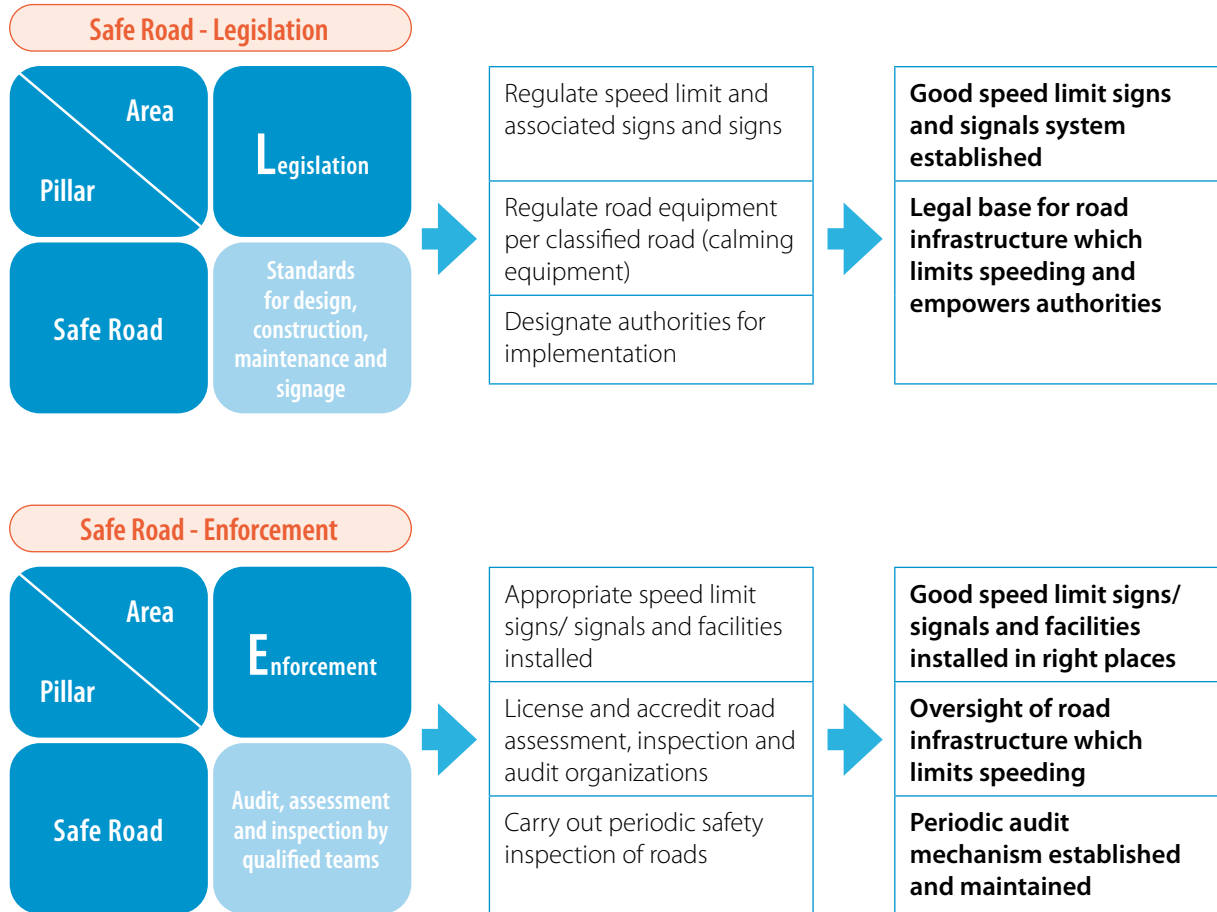 Safe Road - Legislation
Area
Pillar
Legislation
Safe Road
Standards
for design,
construction,
maintenance and
signage
Regulate speed limit and
associated signs and signs
Regulate road equipment
per classified road (calming
equipment)
Designate authorities for
implementation
Good speed limit signs
and signals system
established
Legal base for road
infrastructure which
limits speeding and
empowers authorities
Safe Road - Enforcement
Area
Pillar
Enforcement
Safe Road
Audit, assessment
and inspection by
qualified teams
Appropriate speed limit
signs/ signals and facilities
installed
License and accredit road
assessment, inspection and
audit organizations
Carry out periodic safety
inspection of roads
Good speed limit signs/
signals and facilities
installed in right places
Oversight of road
infrastructure which
limits speeding
Periodic audit
mechanism established
and maintained